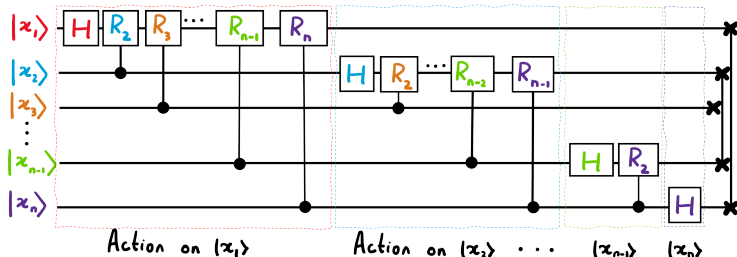 |x₁⟩ H R₂ R₃ ... Rₙ₋₁ Rₙ
|x₂⟩ H R₂ ... Rₙ₋₂ Rₙ₋₁
|x₃⟩
⋮
|xₙ₋₁⟩ H R₂
|xₙ⟩ H
Action on |x₁⟩ Action on |x₂⟩ ... |xₙ₋₁⟩ |xₙ⟩